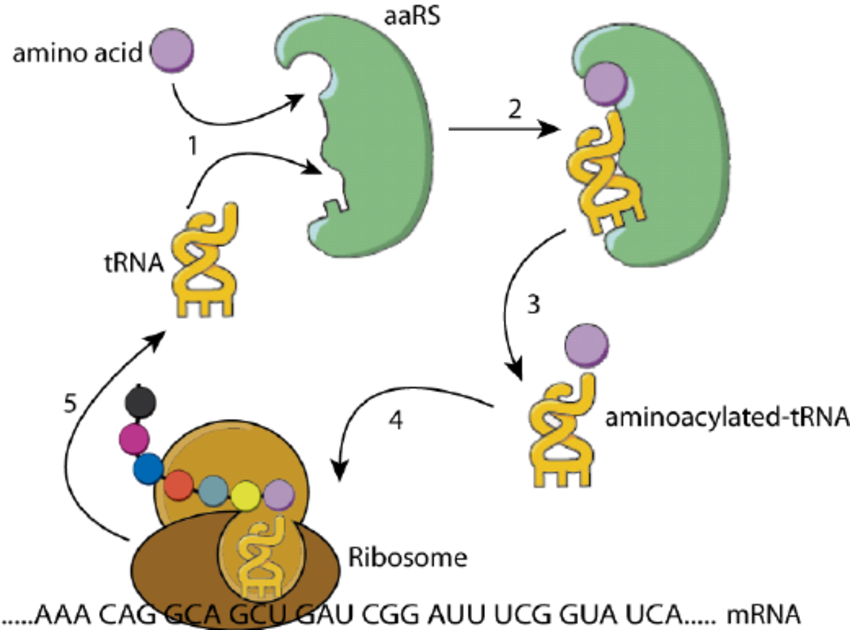 aaRS
amino acid
2
1
tRNA
3
5
4
aminoacylated-tRNA
Ribosome
.....AAA CAG GCA GCU GAU CGG AUU UCG GUA UCA..... mRNA